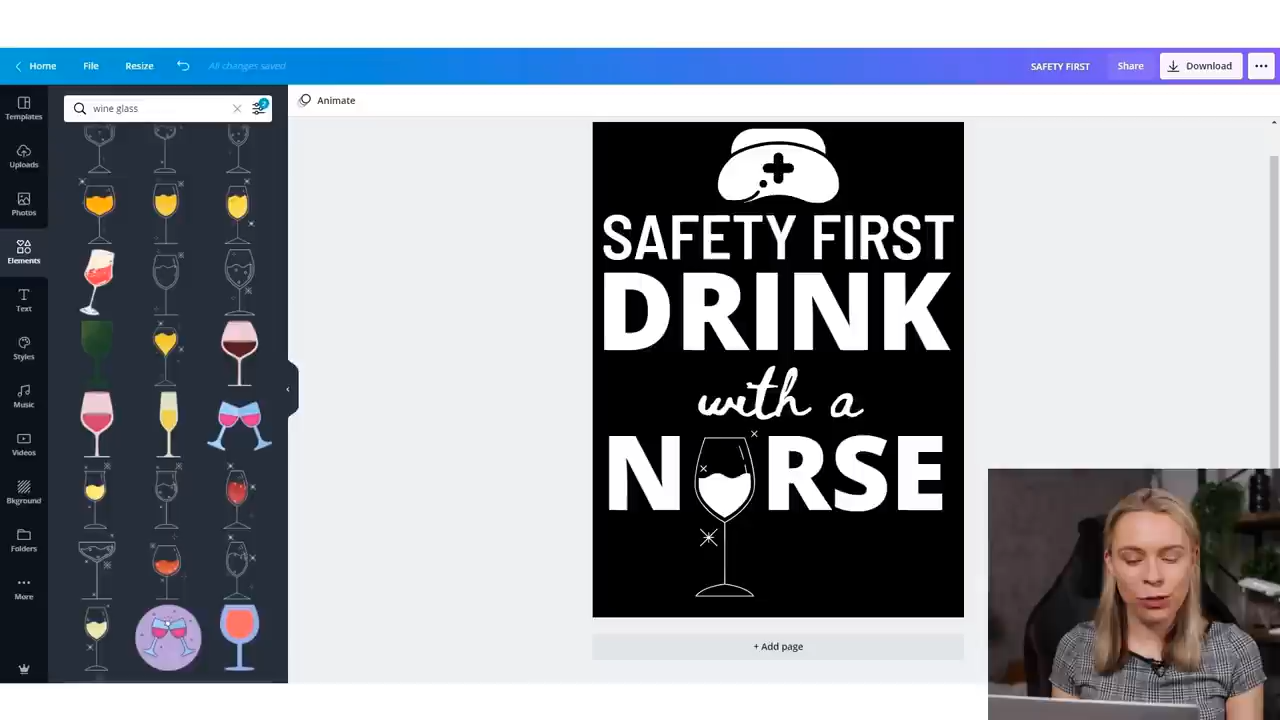 Home File Resize All changes saved SAFETY FIRST Share Download
Templates
wine glass
Animate
Uploads
Photos
Elements
Text
Styles
Music
Videos
Bkground
Folders
More
SAFETY FIRST
DRINK
with a
N RSE
+ Add page